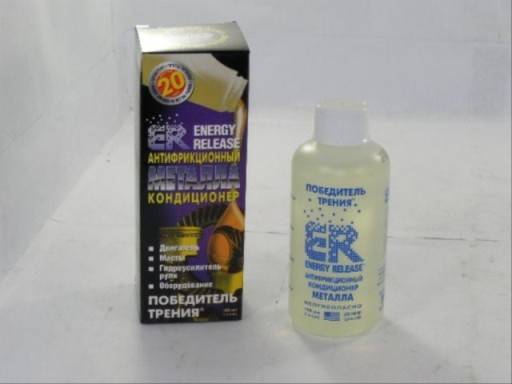 20
ER ENERGY
RELEASE
АНТИФРИКЦИОННЫЙ
МЕТАЛЛА
КОНДИЦИОНЕР
Двигатель
Мосты
Гидроусилитель
руля
Оборудование
ПОБЕДИТЕЛЬ
ТРЕНИЯ®
ПОБЕДИТЕЛЬ
ТРЕНИЯ®
ER
ENERGY RELEASE
АНТИФРИКЦИОННЫЙ
КОНДИЦИОНЕР
МЕТАЛЛА